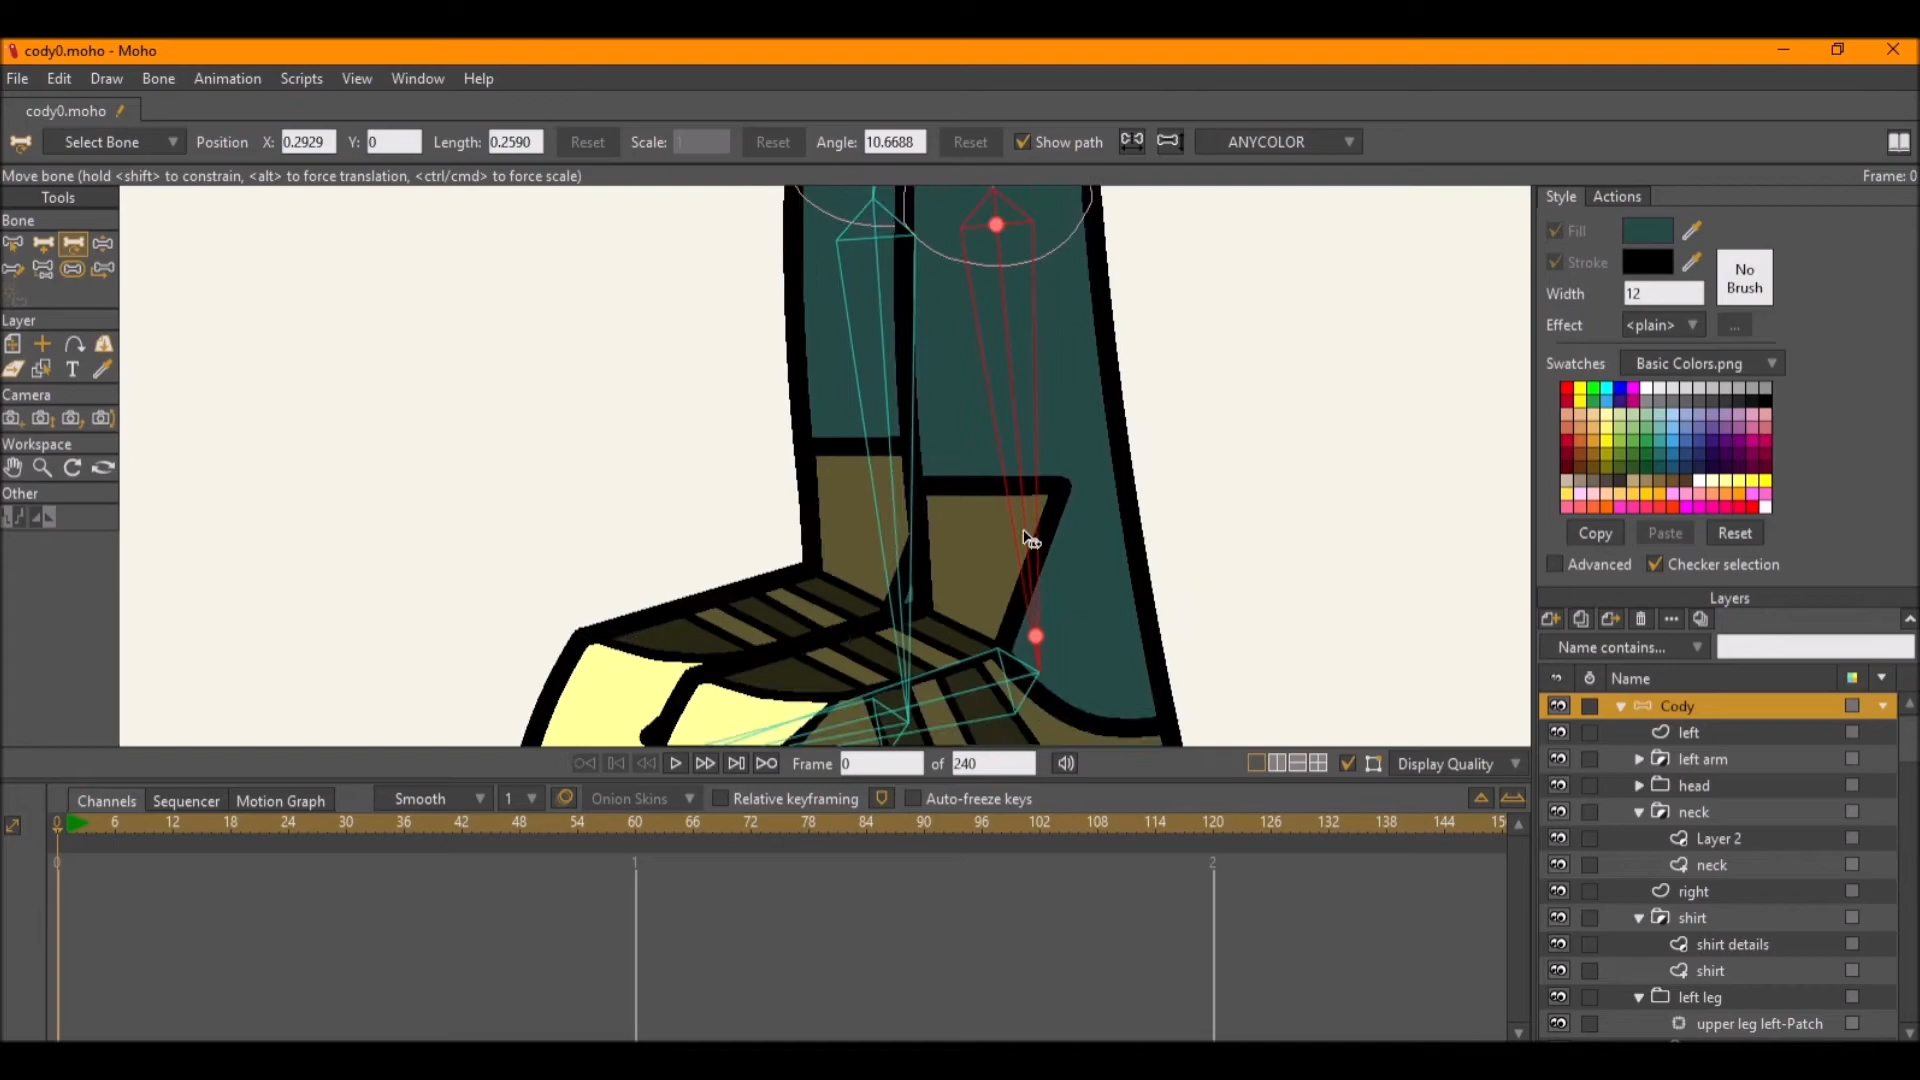 cody0.moho - Moho
File Edit Draw Bone Animation Scripts View Window Help
cody0.moho
Select Bone Position X: 0.2929 Y: 0 Length: 0.2590 Reset Scale: 1 Reset Angle: 10.6688 Reset Show path ANYCOLOR
Move bone (hold <shift> to constrain, <alt> to force translation, <ctrl/cmd> to force scale) Frame: 0
Tools
Bone
Layer
T
Camera
Workspace
Other
Style Actions
Fill
Stroke
No Brush
Width 12
Effect <plain> ...
Swatches Basic Colors.png
Copy Paste Reset
Advanced Checker selection
Layers
Name contains...
Name
Cody
left
left arm
head
neck
Layer 2
neck
right
shirt
shirt details
shirt
left leg
upper leg left-Patch
Frame 0 of 240 Display Quality
Channels Sequencer Motion Graph Smooth 1 Onion Skins Relative keyframing Auto-freeze keys
0 6 12 18 24 30 36 42 48 54 60 66 72 78 84 90 96 102 108 114 120 126 132 138 144 15
0 1 2